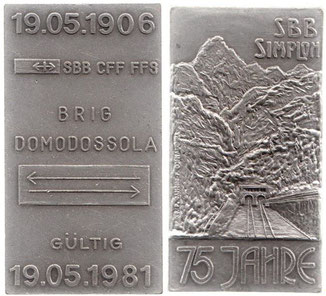 19.05.1906
SBB CFF FFS
BRIG
DOMODOSSOLA
GÜLTIG
19.05.1981
SBB
SIMPLON
75 JAHRE